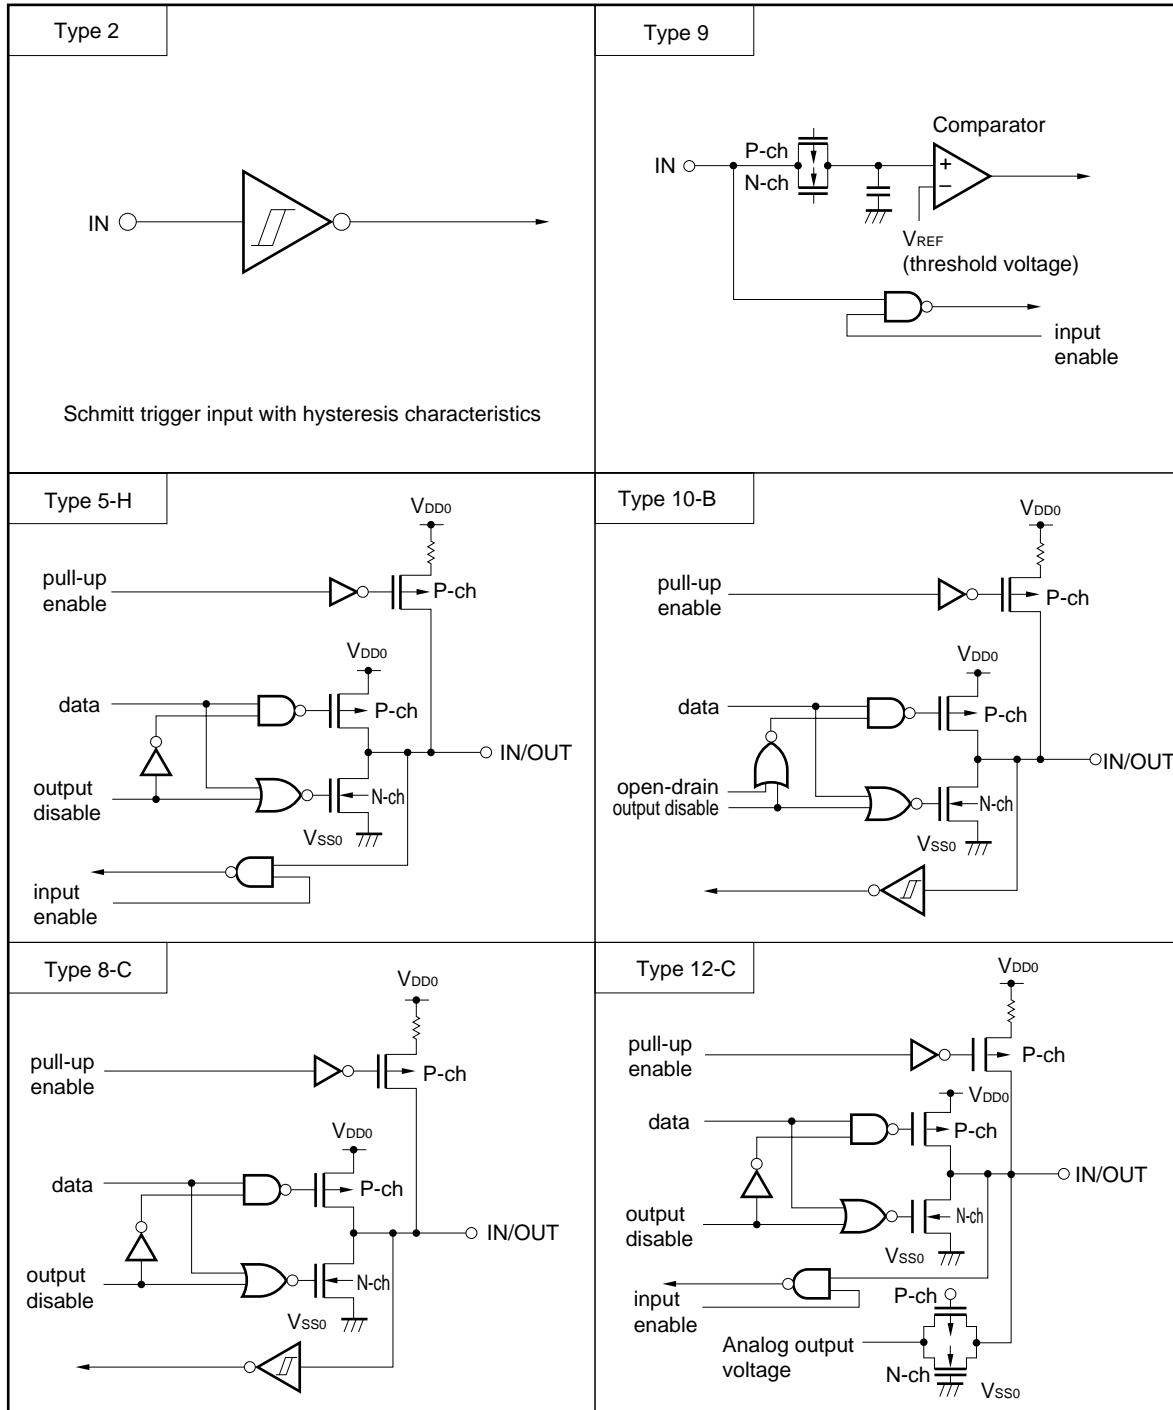 Type 2
IN
Schmitt trigger input with hysteresis characteristics
Type 9
Comparator
P-ch
IN
N-ch
+
−
VREF
(threshold voltage)
input
enable
Type 5-H
VDD0
pull-up
enable
P-ch
VDD0
data
P-ch
IN/OUT
output
disable
N-ch
VSS0
input
enable
Type 10-B
VDD0
pull-up
enable
P-ch
VDD0
data
P-ch
IN/OUT
open-drain
output disable
N-ch
VSS0
Type 8-C
VDD0
pull-up
enable
P-ch
VDD0
data
P-ch
IN/OUT
output
disable
N-ch
VSS0
Type 12-C
VDD0
pull-up
enable
P-ch
VDD0
data
P-ch
IN/OUT
output
disable
N-ch
VSS0
input
enable
P-ch
Analog output
voltage
N-ch
VSS0